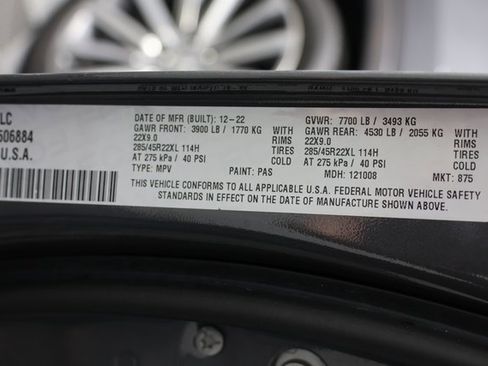 LC
506884
U.S.A.
DATE OF MFR (BUILT): 12-22 GVWR: 7700 LB / 3493 KG
GAWR FRONT: 3900 LB / 1770 KG WITH GAWR REAR: 4530 LB / 2055 KG WITH
22X9.0 RIMS 22X9.0 RIMS
285/45R22XL 114H TIRES 285/45R22XL 114H TIRES
AT 275 kPa / 40 PSI COLD AT 275 kPa / 40 PSI COLD
TYPE: MPV PAINT: PAS MDH: 121008 MKT: 875
THIS VEHICLE CONFORMS TO ALL APPLICABLE U.S.A. FEDERAL MOTOR VEHICLE SAFETY
STANDARDS IN EFFECT ON THE DATE OF MANUFACTURE SHOWN ABOVE.